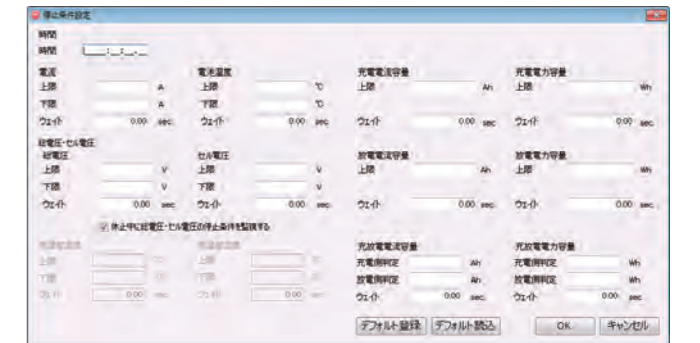 停止条件設定
時間
時間 __:__:__.__
電流 電池温度 充電電流容量 充電電力容量
上限 A 上限 ℃ 上限 Ah 上限 Wh
下限 A 下限 ℃
ウェイト 0.00 sec ウェイト 0.00 sec ウェイト 0.00 sec ウェイト 0.00 sec
総電圧・セル電圧
総電圧 セル電圧 放電電流容量 放電電力容量
上限 V 上限 V 上限 Ah 上限 Wh
下限 V 下限 V
ウェイト 0.00 sec ウェイト 0.00 sec ウェイト 0.00 sec ウェイト 0.00 sec
休止中に総電圧・セル電圧の停止条件を監視する
充放電電流容量 充放電電力容量
上限 ℃ 上限 ℃ 充電側判定 Ah 充電側判定 Wh
下限 ℃ 下限 ℃ 放電側判定 Ah 放電側判定 Wh
ウェイト 0.00 sec ウェイト 0.00 sec ウェイト 0.00 sec ウェイト 0.00 sec
デフォルト登録 デフォルト読込 OK キャンセル